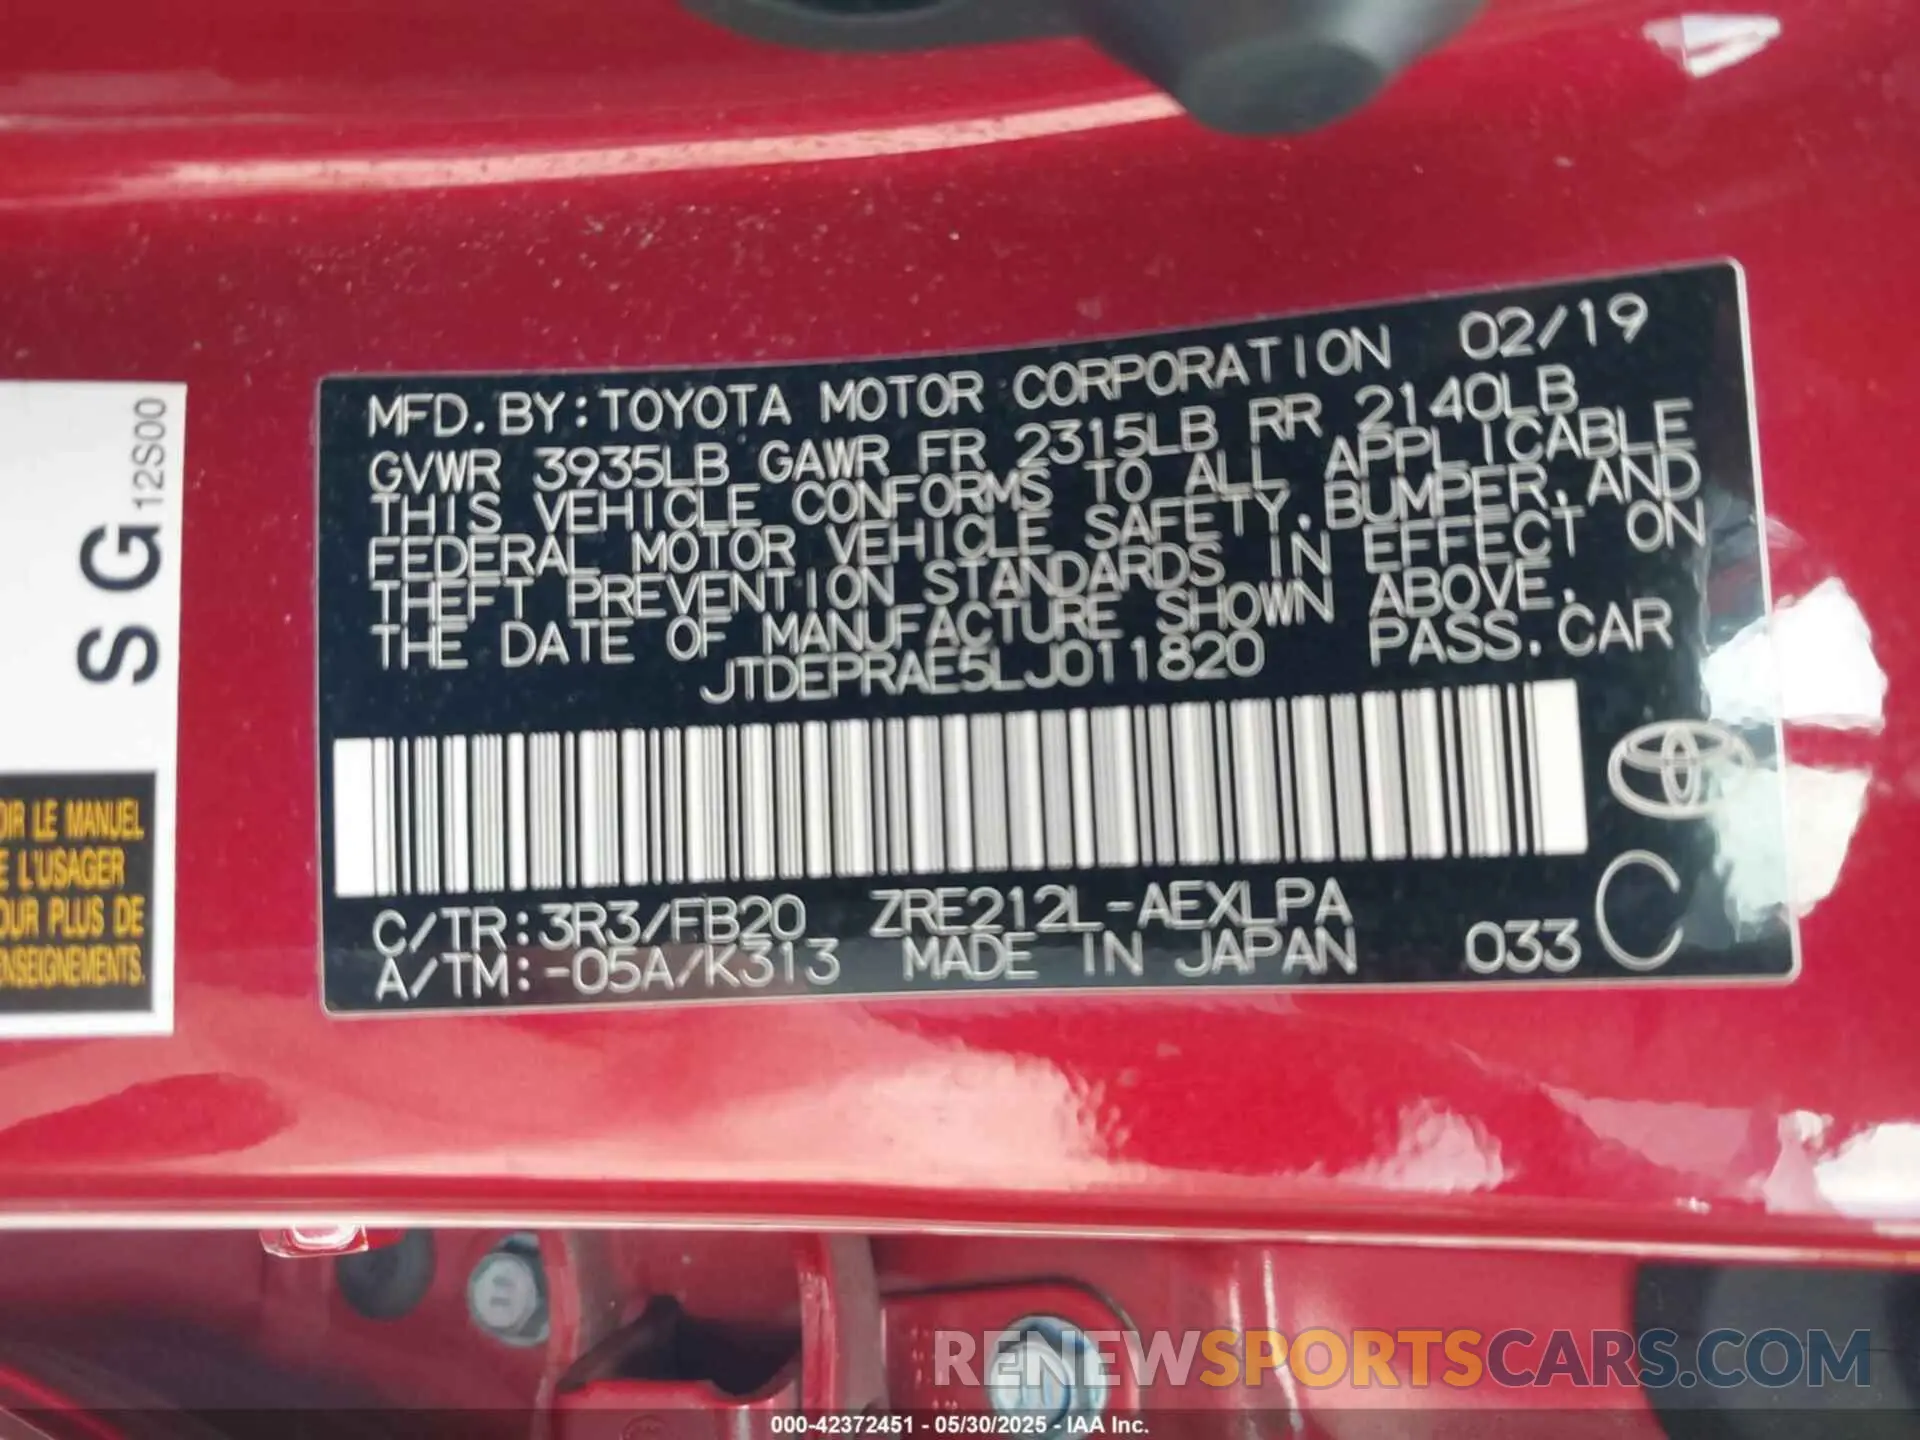 MFD. BY: TOYOTA MOTOR CORPORATION 02/19
GVWR 3935LB GAWR FR 2315LB RR 2140LB
THIS VEHICLE CONFORMS TO ALL APPLICABLE
FEDERAL MOTOR VEHICLE SAFETY, BUMPER, AND
THEFT PREVENTION STANDARDS IN EFFECT ON
THE DATE OF MANUFACTURE SHOWN ABOVE.
JTDEPRAE5LJ011820 PASS. CAR
C/TR: 3R3/FB20 ZRE212L-AEXLPA
A/TM: -05A/K313 MADE IN JAPAN 033 C
SG 12S00
LE MANUEL
L'USAGER
PLUS DE
RENEWSPORTSCARS.COM
000-42372451 - 05/30/2025 - IAA Inc.